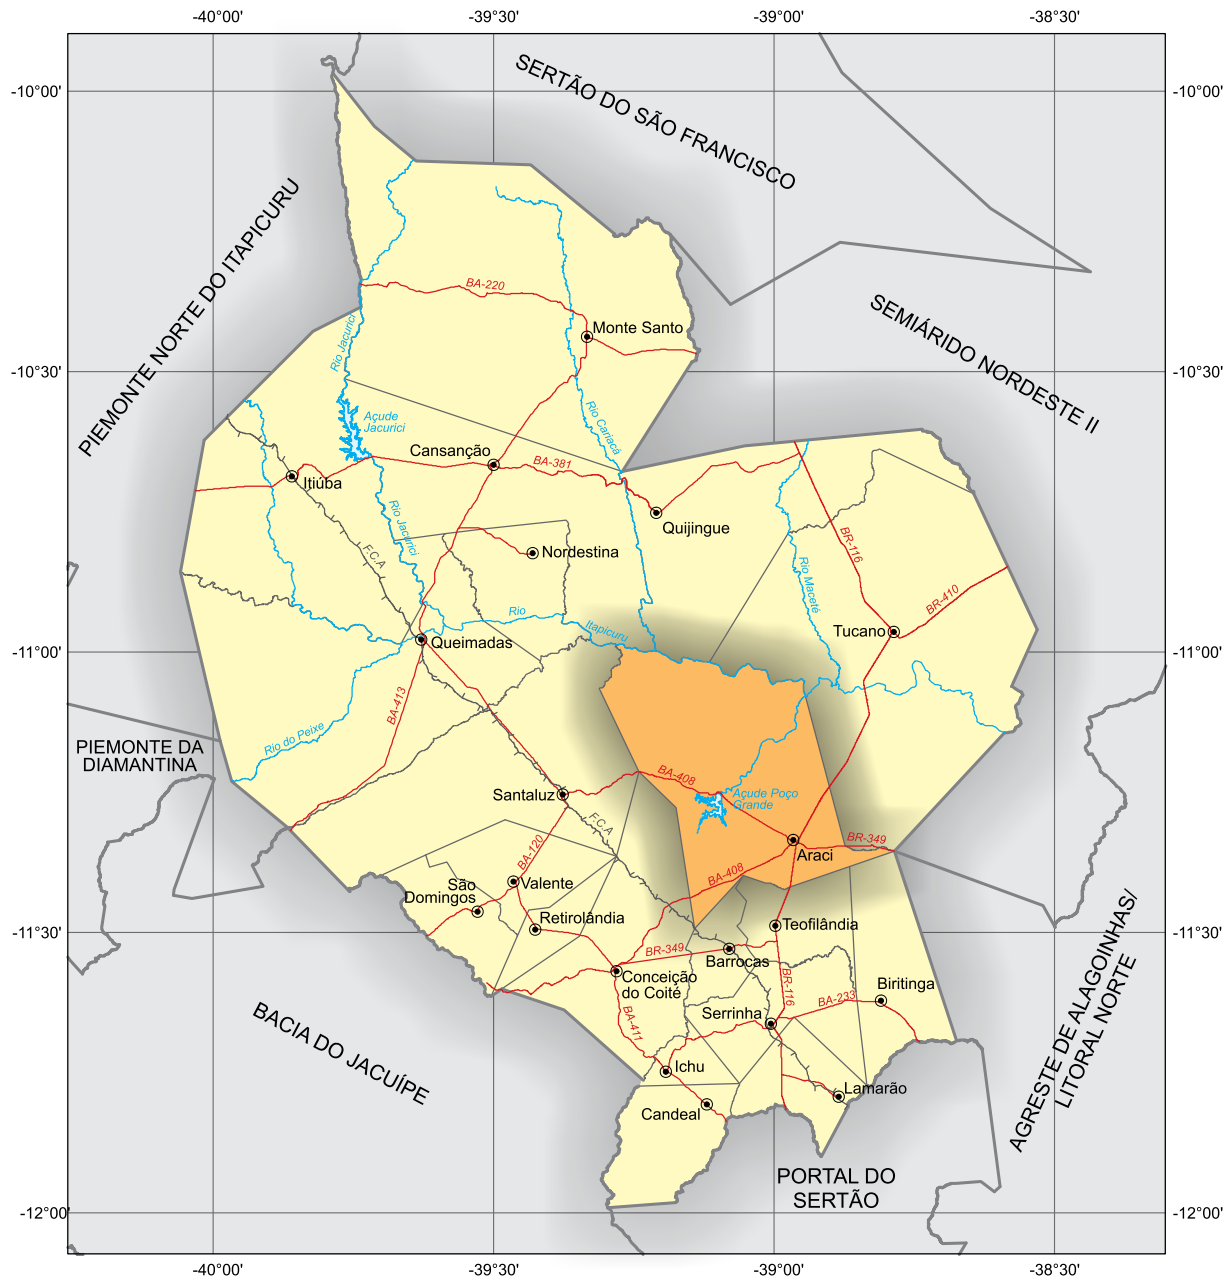 -40°00'
-39°30'
-39°00'
-38°30'
-10°00'
-10°00'
SERTÃO DO SÃO FRANCISCO
PIEMONTE NORTE DO ITAPICURU
BA-220
SEMIÁRIDO NORDESTE II
Rio Jacurici
Monte Santo
-10°30'
-10°30'
Açude
Jacurici
Rio Cariacá
Cansanção
BA-381
Itiúba
Rio Jacurici
Quijingue
F.C.A
Nordestina
BR-116
Rio Maceté
BR-410
Rio
Itapicuru
Tucano
Queimadas
-11°00'
-11°00'
BA-413
Rio do Peixe
PIEMONTE DA
DIAMANTINA
BA-408
Santaluz
Açude Poço
Grande
F.C.A
BA-120
BR-349
Araci
BA-408
São
Domingos
Valente
Retirolândia
Teofilândia
-11°30'
-11°30'
BR-349
Barrocas
Conceição
do Coité
BR-116
Biritinga
BA-233
BA-411
Serrinha
BACIA DO JACUÍPE
Ichu
Lamarão
Candeal
AGRESTE DE ALAGOINHAS/
LITORAL NORTE
PORTAL DO
SERTÃO
-12°00'
-12°00'
-40°00'
-39°30'
-39°00'
-38°30'